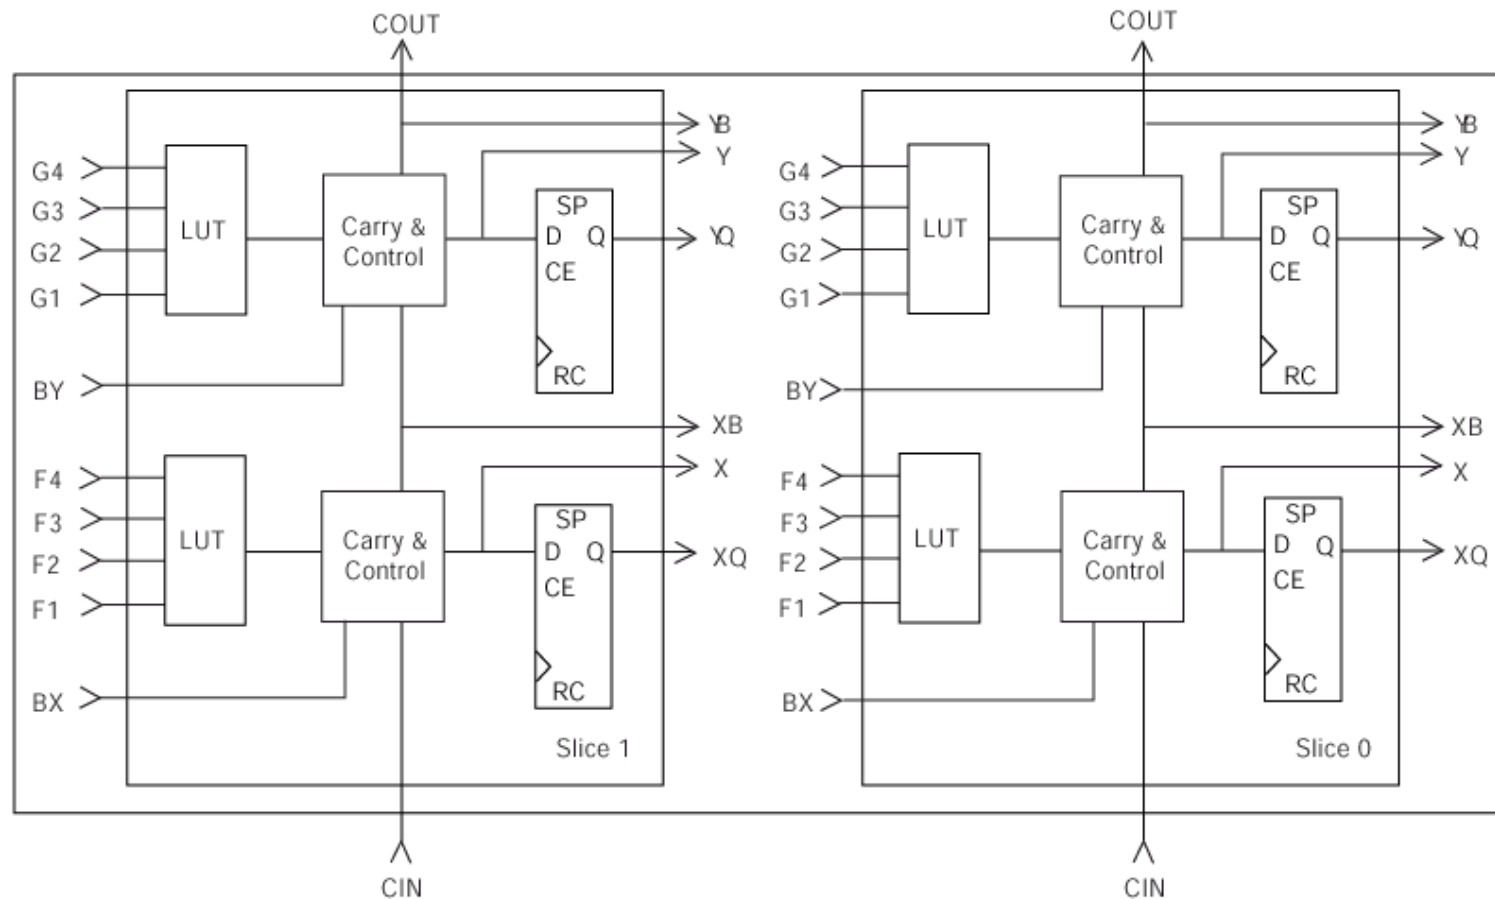 COUT
COUT
YB
Y
G4
G3
G2
G1
LUT
Carry &
Control
SP
D Q
CE
RC
YQ
BY
XB
X
F4
F3
F2
F1
LUT
Carry &
Control
SP
D Q
CE
RC
XQ
BX
Slice 1
CIN
YB
Y
G4
G3
G2
G1
LUT
Carry &
Control
SP
D Q
CE
RC
YQ
BY
XB
X
F4
F3
F2
F1
LUT
Carry &
Control
SP
D Q
CE
RC
XQ
BX
Slice 0
CIN